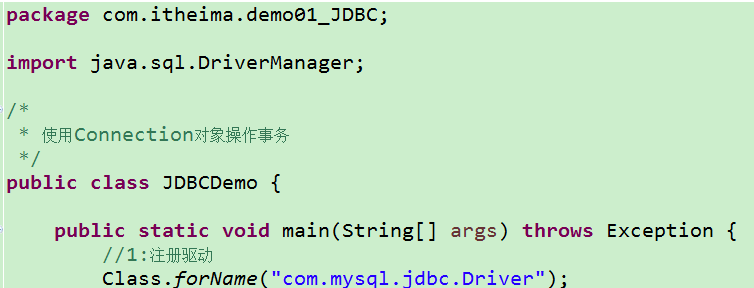 package com.itheima.demo01_JDBC;
import java.sql.DriverManager;
/*
* 使用Connection对象操作事务
*/
public class JDBCDemo {
public static void main(String[] args) throws Exception {
//1:注册驱动
Class.forName("com.mysql.jdbc.Driver");